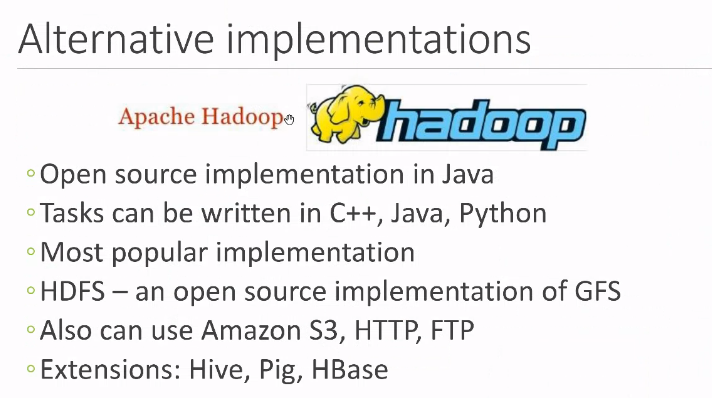 Alternative implementations
Apache Hadoop
hadoop
Open source implementation in Java
Tasks can be written in C++, Java, Python
Most popular implementation
HDFS – an open source implementation of GFS
Also can use Amazon S3, HTTP, FTP
Extensions: Hive, Pig, HBase